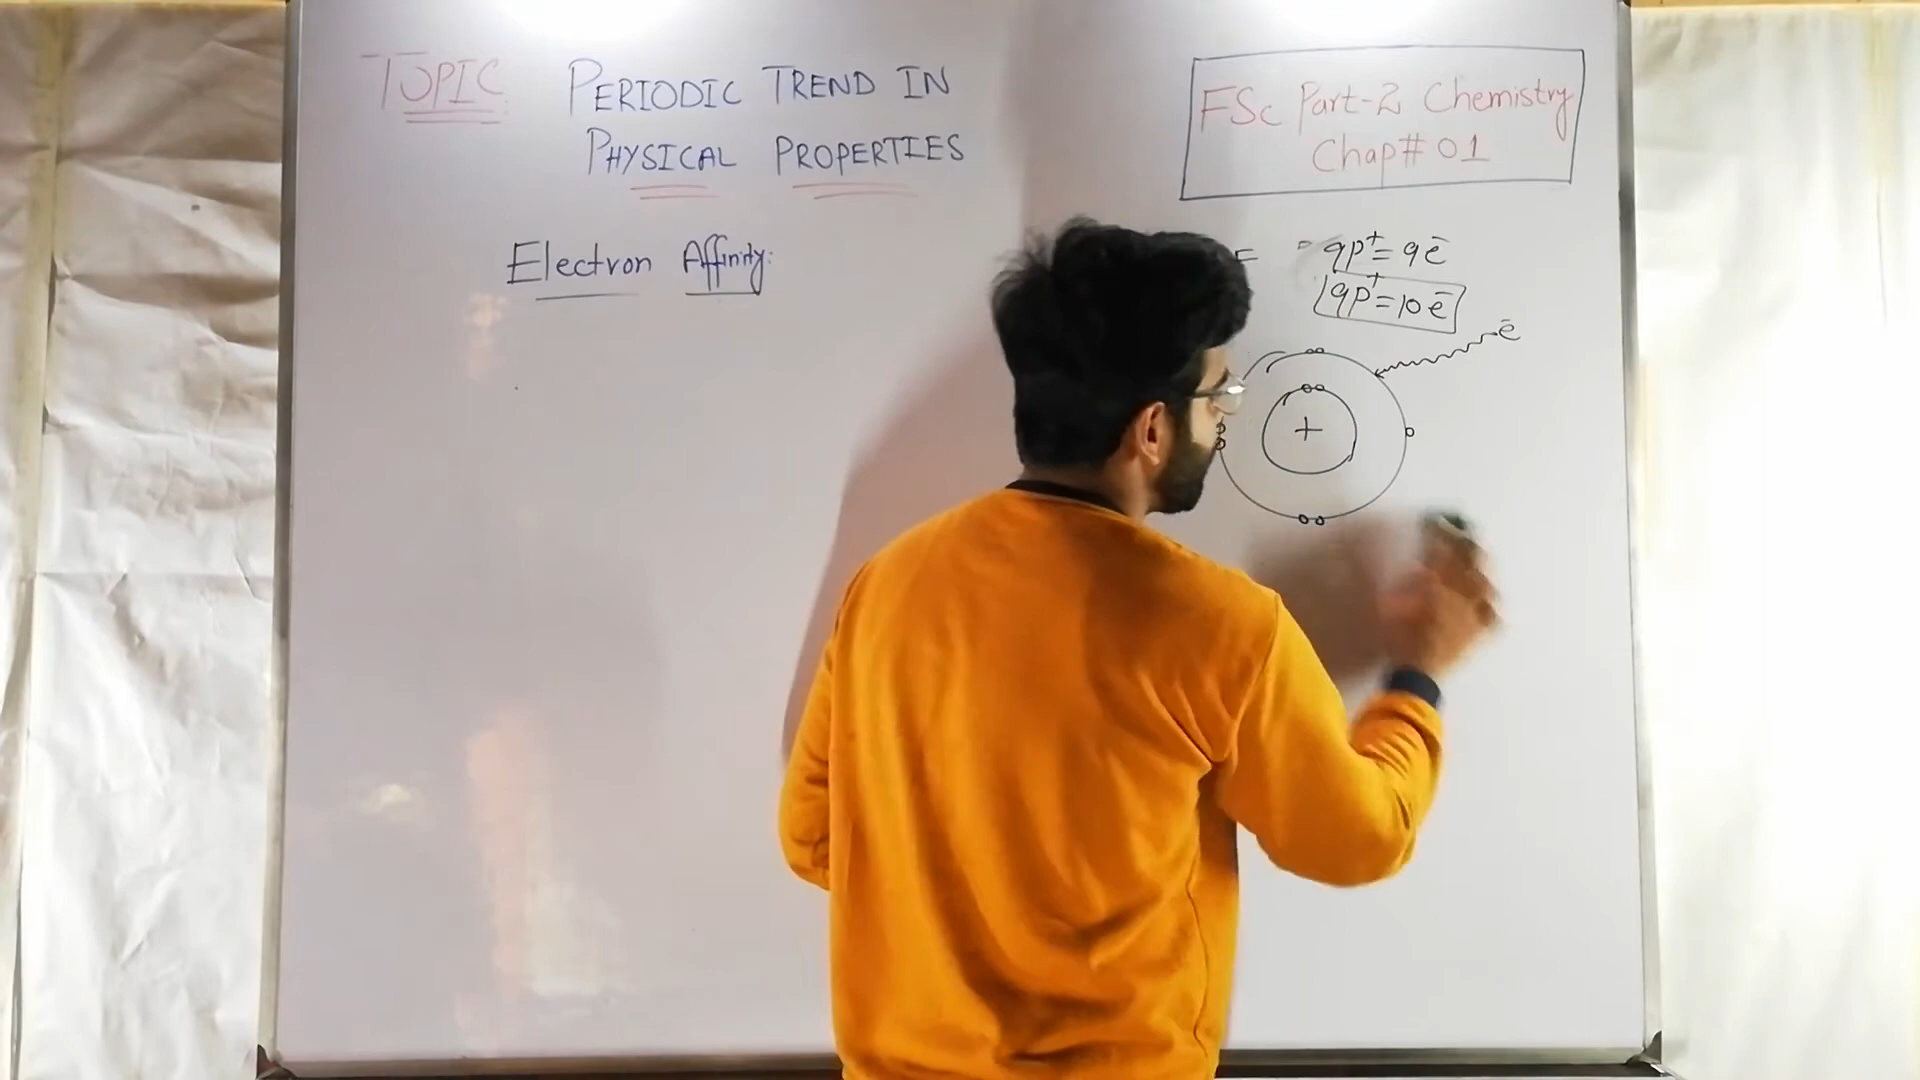 TOPIC PERIODIC TREND IN
PHYSICAL PROPERTIES
FSc Part-2 Chemistry
Chap# 01
Electron Affinity:
F 9p⁺=9e⁻
9p⁺=10e⁻
e⁻
+